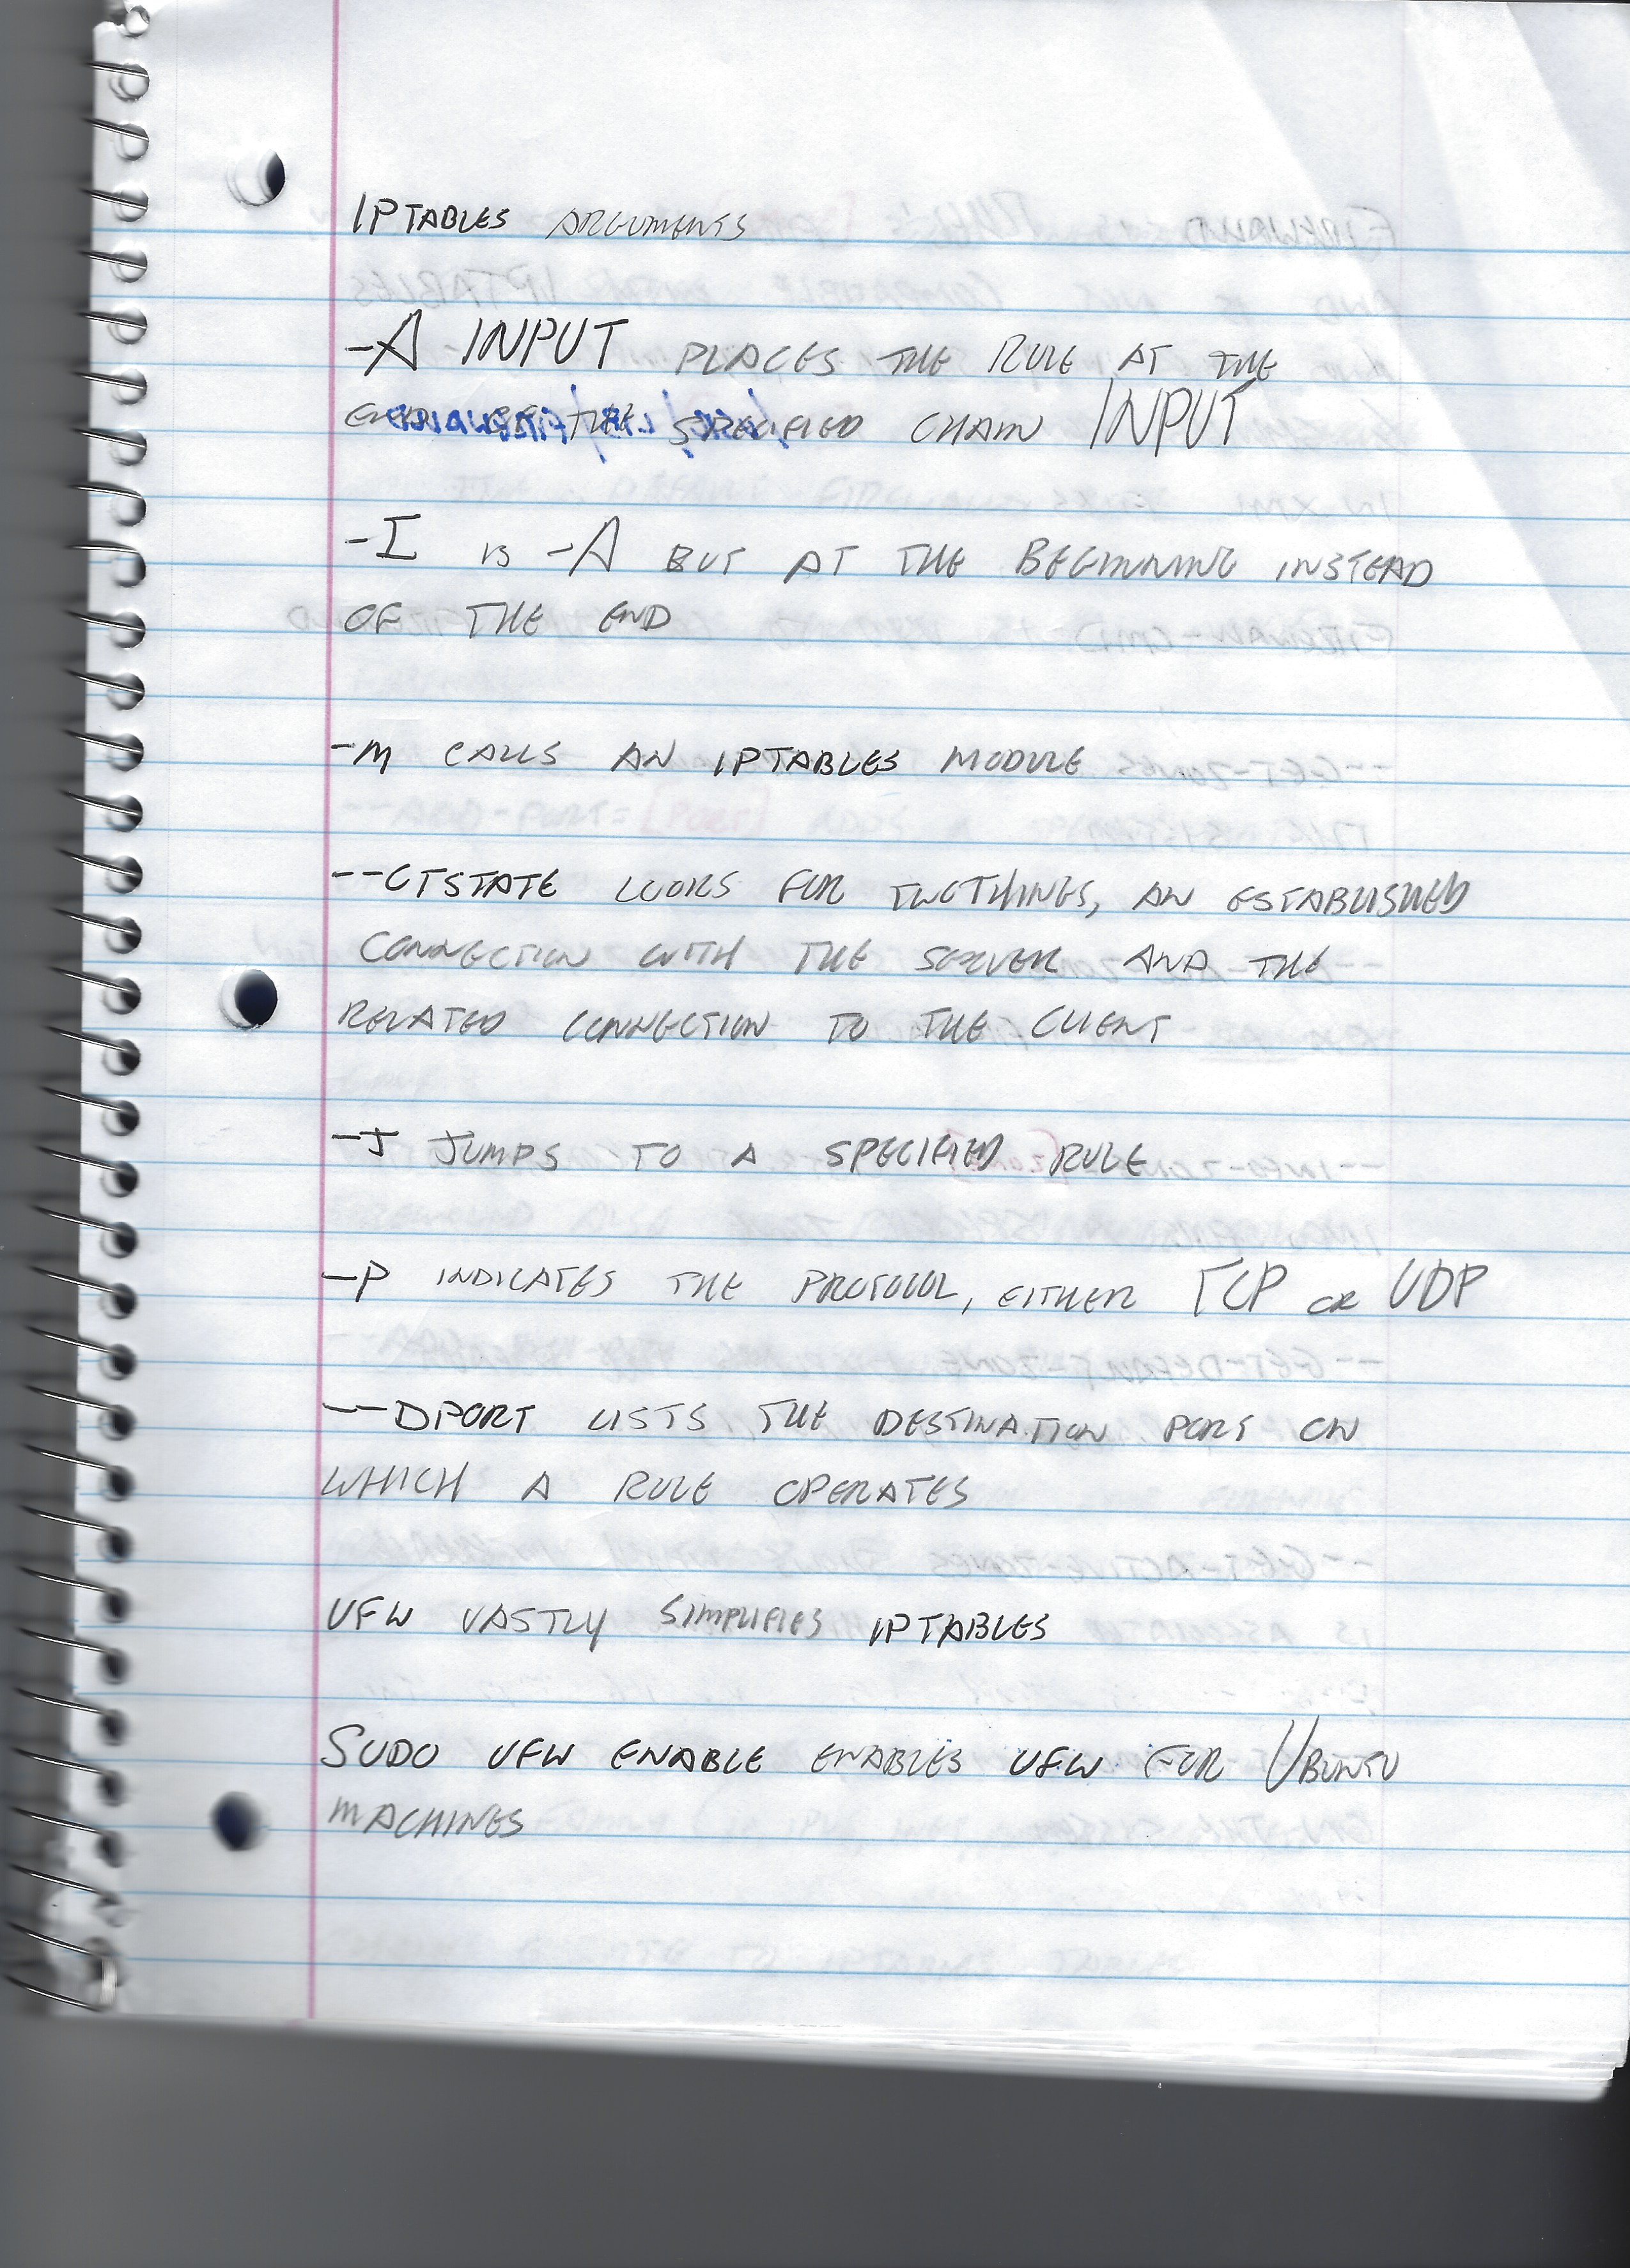 IPTABLES ARGUMENTS
-A INPUT PLACES THE RULE AT THE
END OF THE SPECIFIED CHAIN INPUT
-I IS -A BUT AT THE BEGINNING INSTEAD
OF THE END
-M CALLS AN IPTABLES MODULE
--CTSTATE LOOKS FOR TWO THINGS, AN ESTABLISHED
CONNECTION WITH THE SERVER AND THE
RELATED CONNECTION TO THE CLIENT
-J JUMPS TO A SPECIFIED RULE
-P INDICATES THE PROTOCOL, EITHER TCP OR UDP
--DPORT LISTS THE DESTINATION PORT ON
WHICH A RULE OPERATES
UFW VASTLY SIMPLIFIES IPTABLES
SUDO UFW ENABLE ENABLES UFW FOR UBUNTU
MACHINES